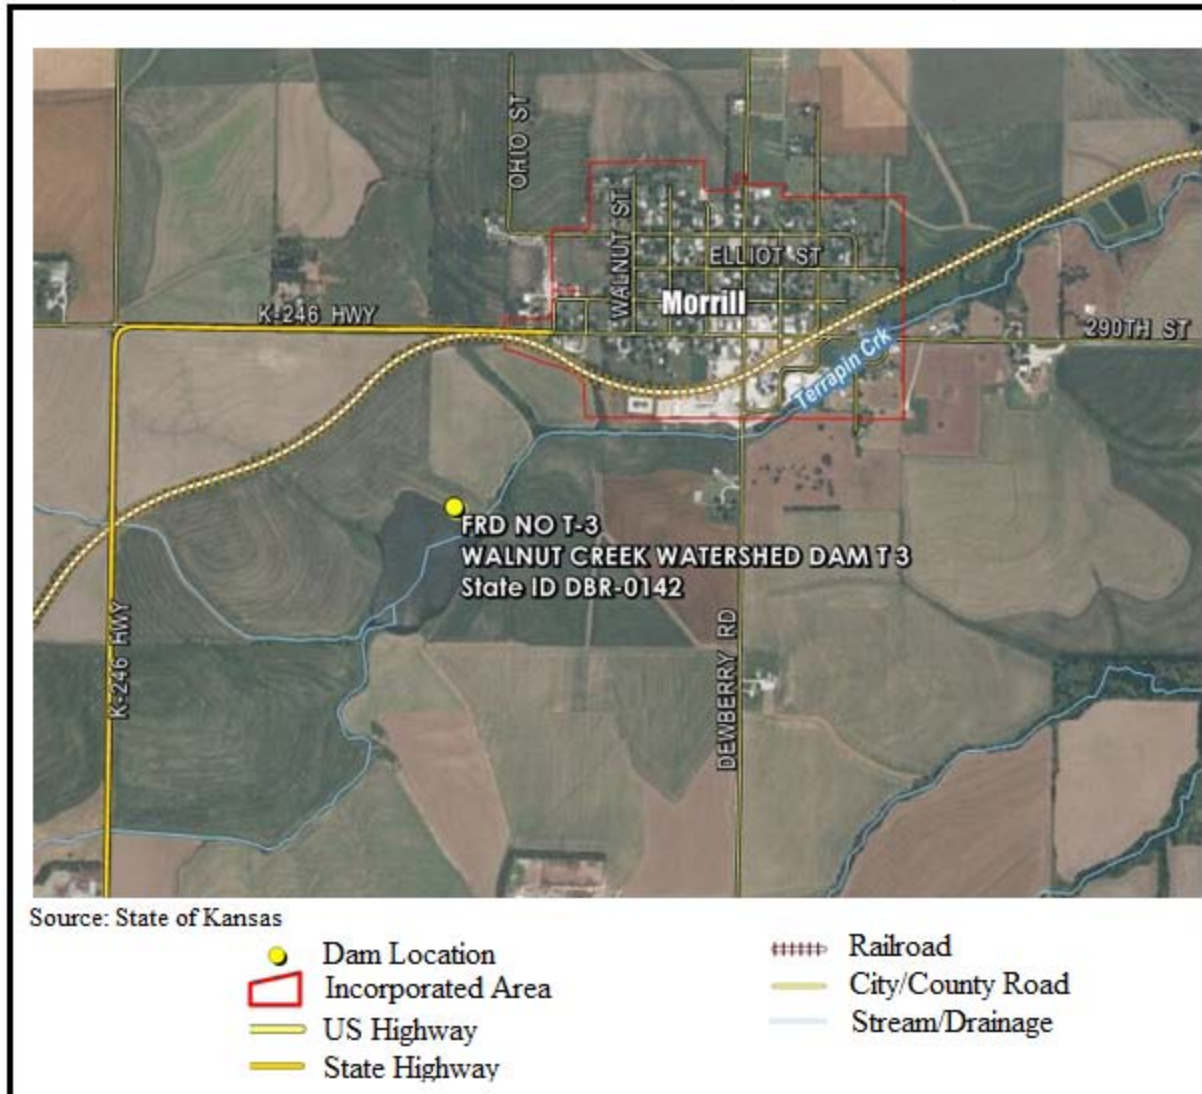 OHIO ST
WALNUT ST
ELLIOT ST
Morrill
K-246 HWY
290TH ST
Terrapin Crk
FRD NO T-3
WALNUT CREEK WATERSHED DAM T 3
State ID DBR-0142
K-246 HWY
DEWBERRY RD
Source: State of Kansas
Dam Location
Incorporated Area
US Highway
State Highway
Railroad
City/County Road
Stream/Drainage